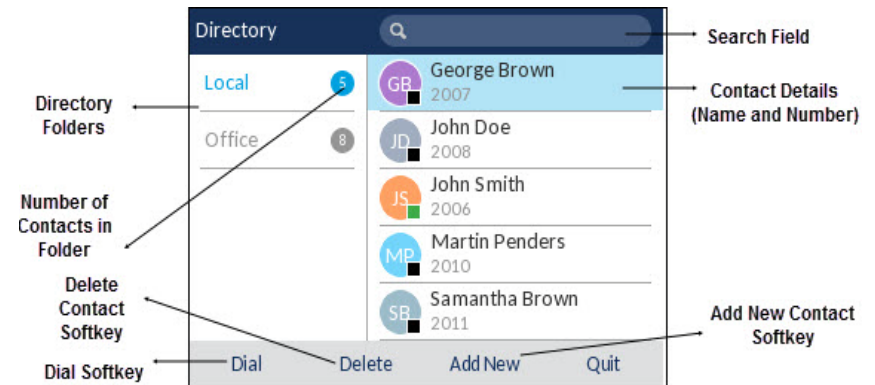 Directory
Search Field
Local 5
George Brown
GB
2007
Contact Details
(Name and Number)
Directory
Folders
Office 8
John Doe
JD
2008
John Smith
JS
2006
Number of
Contacts in
Folder
Martin Penders
MP
2010
Delete
Contact
Softkey
Samantha Brown
SB
2011
Add New Contact
Softkey
Dial Softkey
Dial Delete Add New Quit